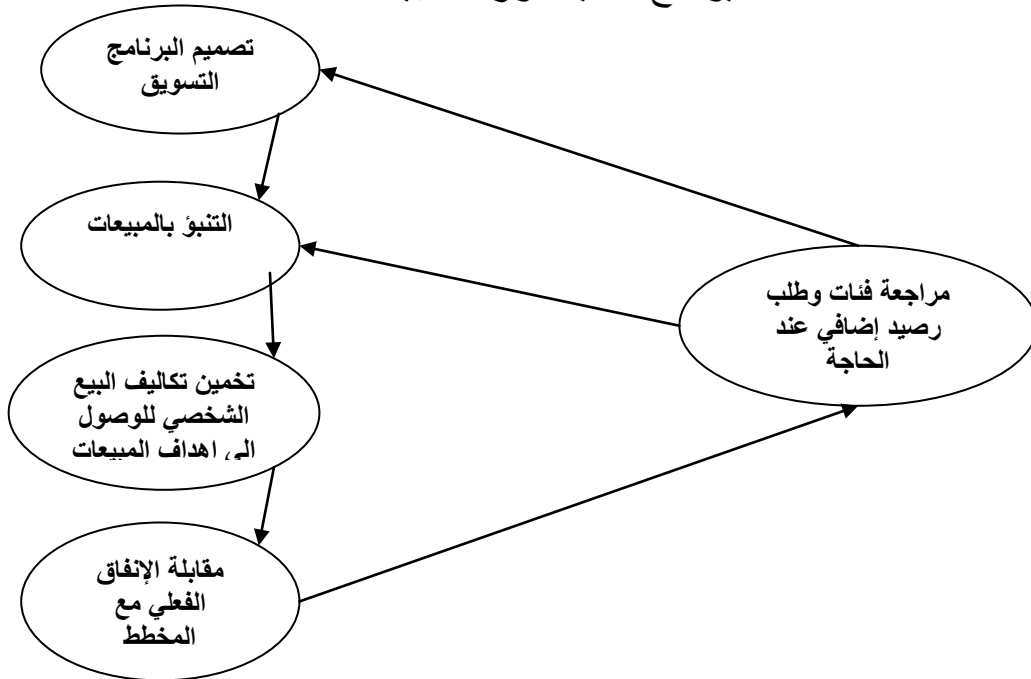 تصميم البرنامج
التسويق
التنبؤ بالمبيعات
مراجعة فئات وطلب
رصيد إضافي عند
الحاجة
تخمين تكاليف البيع
الشخصي للوصول
الى اهداف المبيعات
مقابلة الإنفاق
الفعلي مع
المخطط